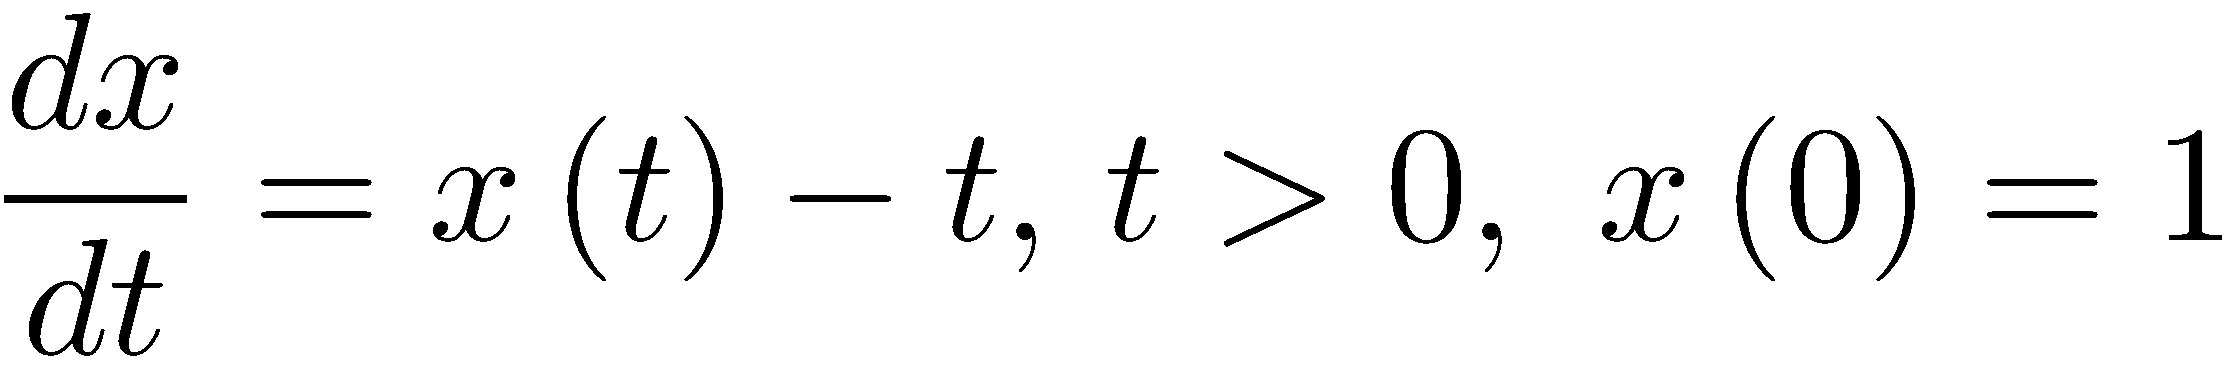 dx/dt = x (t) − t, t > 0, x (0) = 1